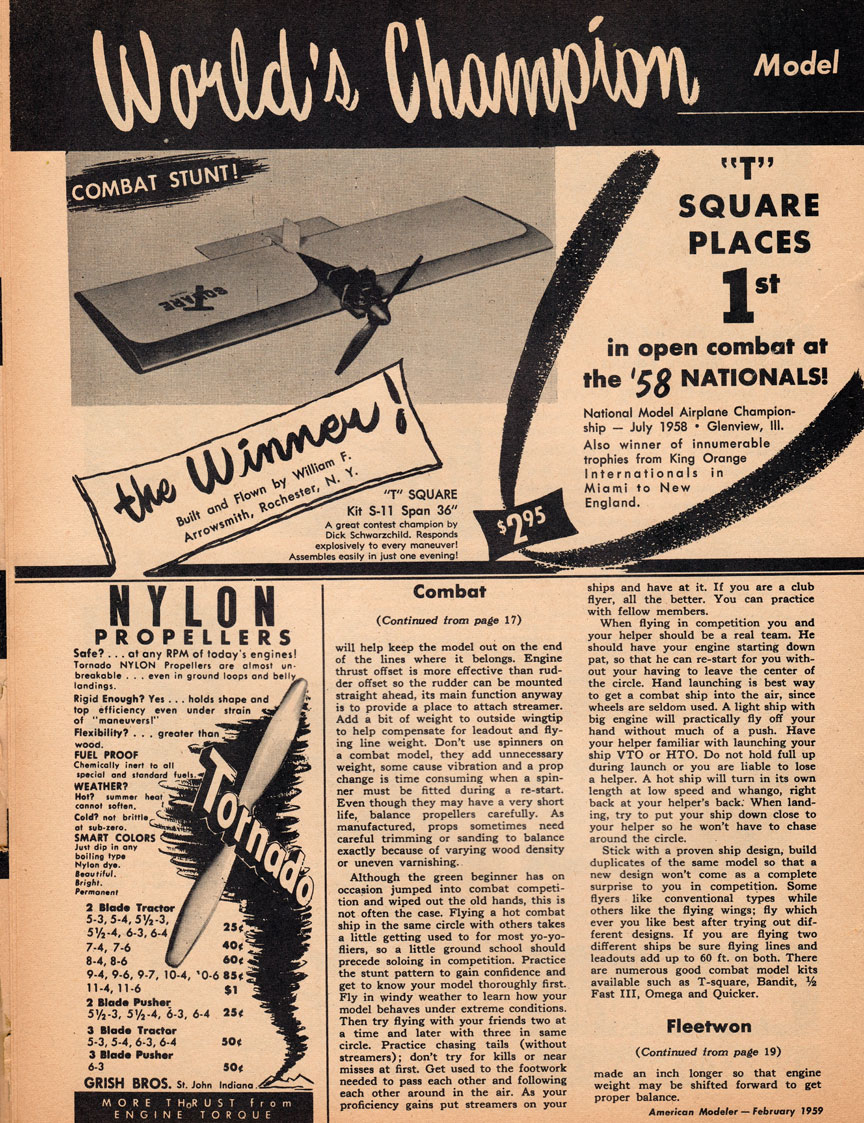 World's Champion
Model
COMBAT STUNT!
T SQUARE
"T"
SQUARE
PLACES
1st
in open combat at
the '58 NATIONALS!
National Model Airplane Champion-
ship — July 1958 • Glenview, Ill.
Also winner of innumerable
trophies from King Orange
Internationals in
Miami to New
England.
the Winner!
Built and Flown by William F.
Arrowsmith, Rochester, N. Y.
"T" SQUARE
Kit S-11 Span 36"
A great contest champion by
Dick Schwarzchild. Responds
explosively to every maneuver!
Assembles easily in just one evening!
$2.95
NYLON
PROPELLERS
Safe? . . . at any RPM of today's engines!
Tornado NYLON Propellers are almost un-
breakable . . . even in ground loops and belly
landings.
Rigid Enough? Yes . . . holds shape and
top efficiency even under strain
of "maneuvers!"
Flexibility? . . . greater than
wood.
FUEL PROOF
Chemically inert to all
special and standard fuels.
WEATHER?
Hot? summer heat
cannot soften.
Cold? not brittle
at sub-zero.
SMART COLORS
Just dip in any
boiling type
Nylon dye.
Beautiful.
Bright.
Permanent
Tornado
2 Blade Tractor
5-3, 5-4, 5½-3,
5½-4, 6-3, 6-4 25¢
7-4, 7-6 40¢
8-4, 8-6 60¢
9-4, 9-6, 9-7, 10-4, 10-6 85¢
11-4, 11-6 $1
2 Blade Pusher
5½-3, 5½-4, 6-3, 6-4 25¢
3 Blade Tractor
5-3, 5-4, 6-3, 6-4 50¢
3 Blade Pusher
6-3 50¢
GRISH BROS. St. John Indiana
MORE THRUST from
ENGINE TORQUE
Combat
(Continued from page 17)
will help keep the model out on the end
of the lines where it belongs. Engine
thrust offset is more effective than rud-
der offset so the rudder can be mounted
straight ahead, its main function anyway
is to provide a place to attach streamer.
Add a bit of weight to outside wingtip
to help compensate for leadout and fly-
ing line weight. Don't use spinners on
a combat model, they add unnecessary
weight, some cause vibration and a prop
change is time consuming when a spin-
ner must be fitted during a re-start.
Even though they may have a very short
life, balance propellers carefully. As
manufactured, props sometimes need
careful trimming or sanding to balance
exactly because of varying wood density
or uneven varnishing.
Although the green beginner has on
occasion jumped into combat competi-
tion and wiped out the old hands, this is
not often the case. Flying a hot combat
ship in the same circle with others takes
a little getting used to for most yo-yo-
fliers, so a little ground school should
precede soloing in competition. Practice
the stunt pattern to gain confidence and
get to know your model thoroughly first.
Fly in windy weather to learn how your
model behaves under extreme conditions.
Then try flying with your friends two at
a time and later with three in same
circle. Practice chasing tails (without
streamers); don't try for kills or near
misses at first. Get used to the footwork
needed to pass each other and following
each other around in the air. As your
proficiency gains put streamers on your
ships and have at it. If you are a club
flyer, all the better. You can practice
with fellow members.
When flying in competition you and
your helper should be a real team. He
should have your engine starting down
pat, so that he can re-start for you with-
out your having to leave the center of
the circle. Hand launching is best way
to get a combat ship into the air, since
wheels are seldom used. A light ship with
big engine will practically fly off your
hand without much of a push. Have
your helper familiar with launching your
ship VTO or HTO. Do not hold full up
during launch or you are liable to lose
a helper. A hot ship will turn in its own
length at low speed and whango, right
back at your helper's back. When land-
ing, try to put your ship down close to
your helper so he won't have to chase
around the circle.
Stick with a proven ship design, build
duplicates of the same model so that a
new design won't come as a complete
surprise to you in competition. Some
flyers like conventional types while
others like the flying wings; fly which
ever you like best after trying out dif-
ferent designs. If you are flying two
different ships be sure flying lines and
leadouts add up to 60 ft. on both. There
are numerous good combat model kits
available such as T-square, Bandit, ½
Fast III, Omega and Quicker.
Fleetwon
(Continued from page 19)
made an inch longer so that engine
weight may be shifted forward to get
proper balance.
American Modeler — February 1959